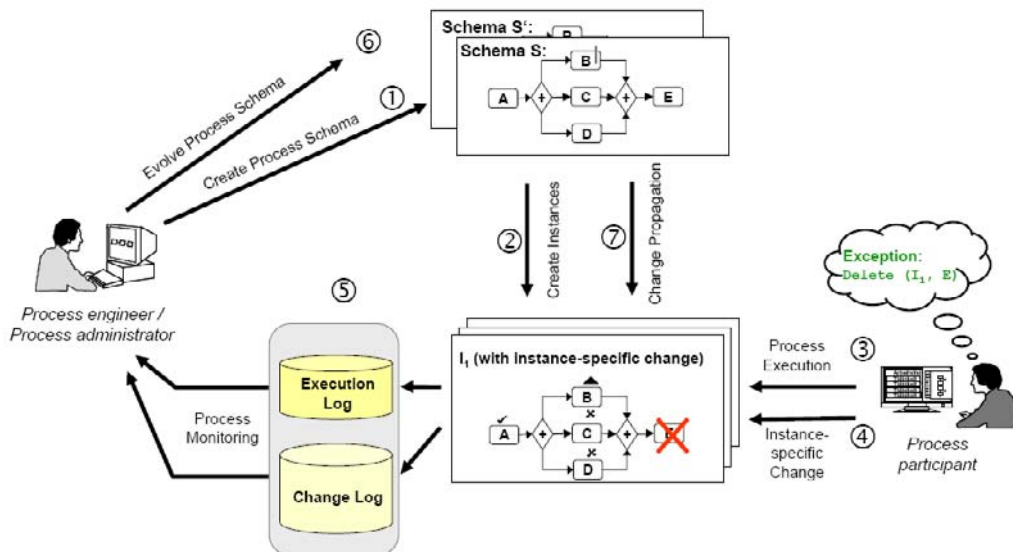 Schema S':
B
Schema S:
B
A
+
C
+
E
D
⑥
①
Evolve Process Schema
Create Process Schema
②
Create Instances
⑦
Change Propagation
Exception:
Delete (I₁, E)
Process engineer /
Process administrator
⑤
Execution
Log
Change Log
Process
Monitoring
I₁ (with instance-specific change)
B
A
+
C
+
E
D
Process
Execution
③
Instance-
specific
Change
④
Process
participant